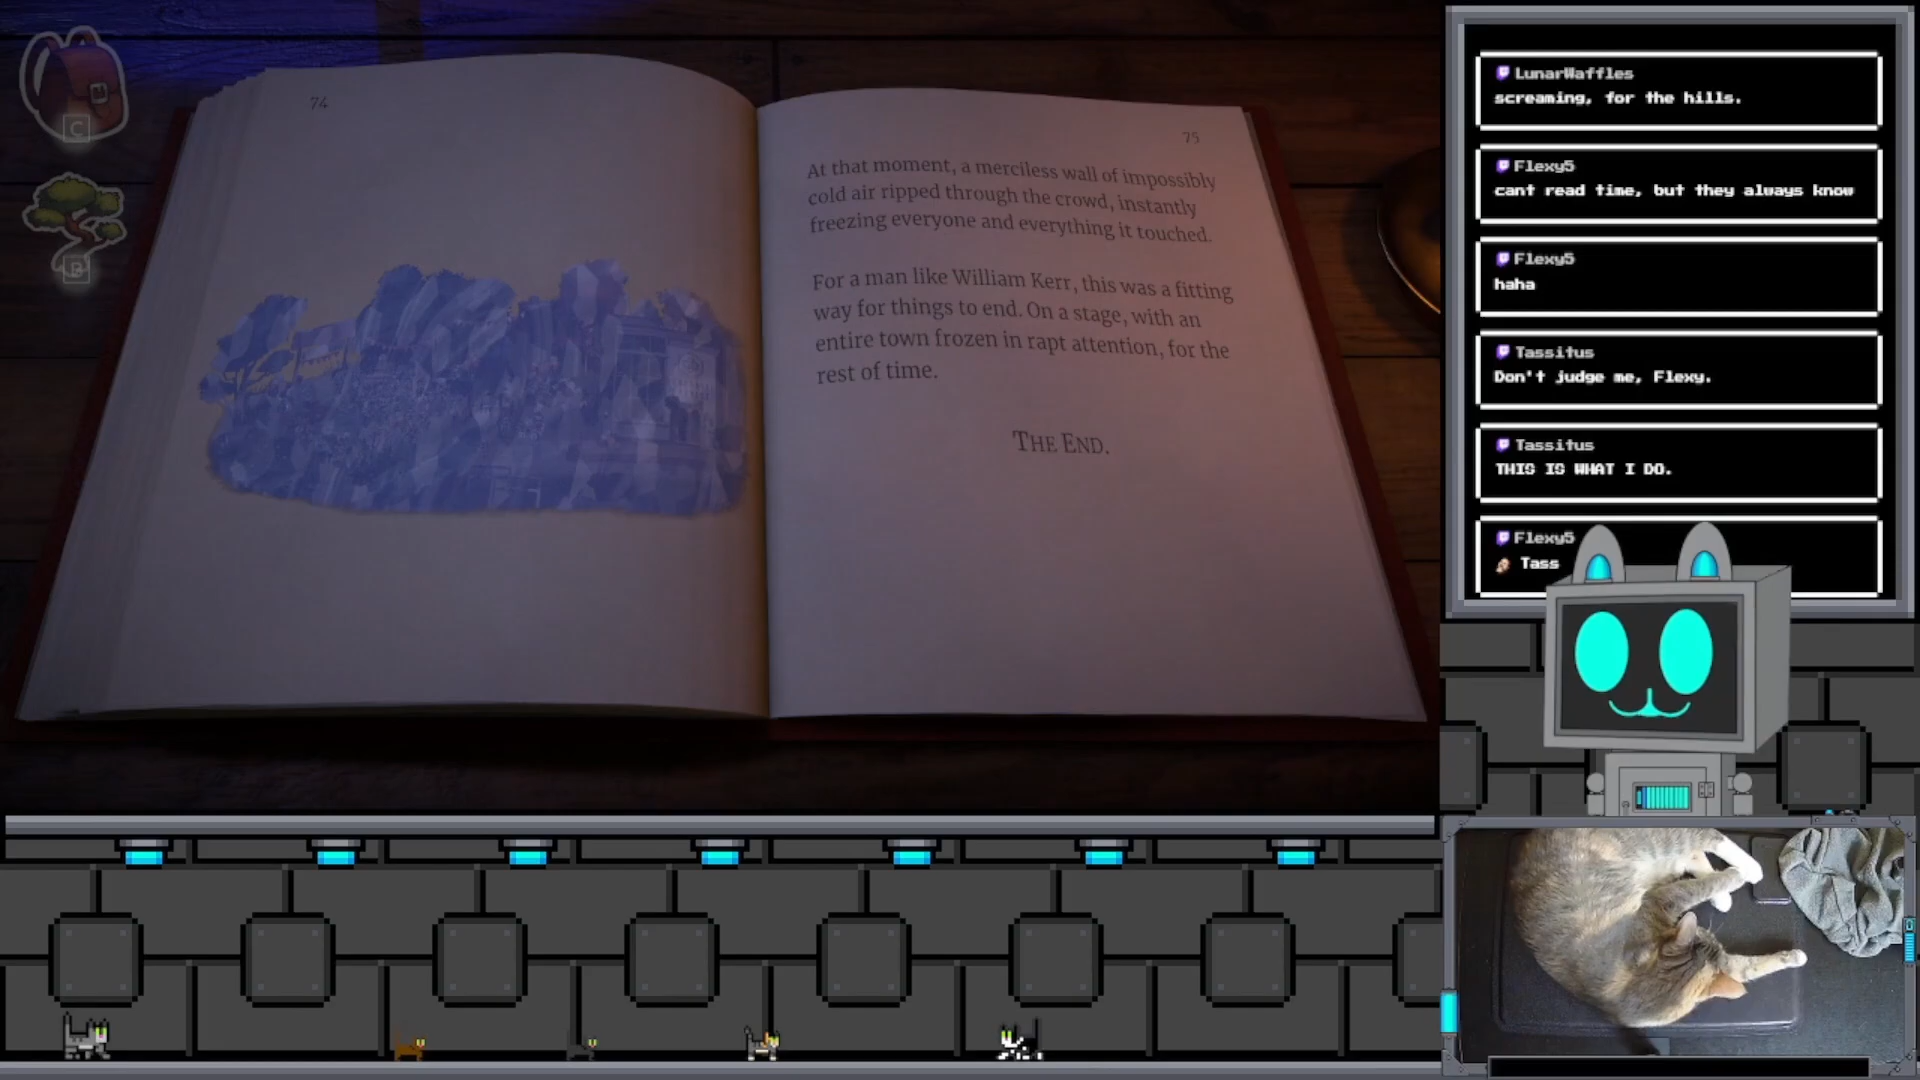 C
B
74
75
At that moment, a merciless wall of impossibly
cold air ripped through the crowd, instantly
freezing everyone and everything it touched.
For a man like William Kerr, this was a fitting
way for things to end. On a stage, with an
entire town frozen in rapt attention, for the
rest of time.
THE END.
LunarWaffles
screaming, for the hills.
Flexy5
cant read time, but they always know
Flexy5
haha
Tassitus
Don't judge me, Flexy.
Tassitus
THIS IS WHAT I DO.
Flexy5
Tass